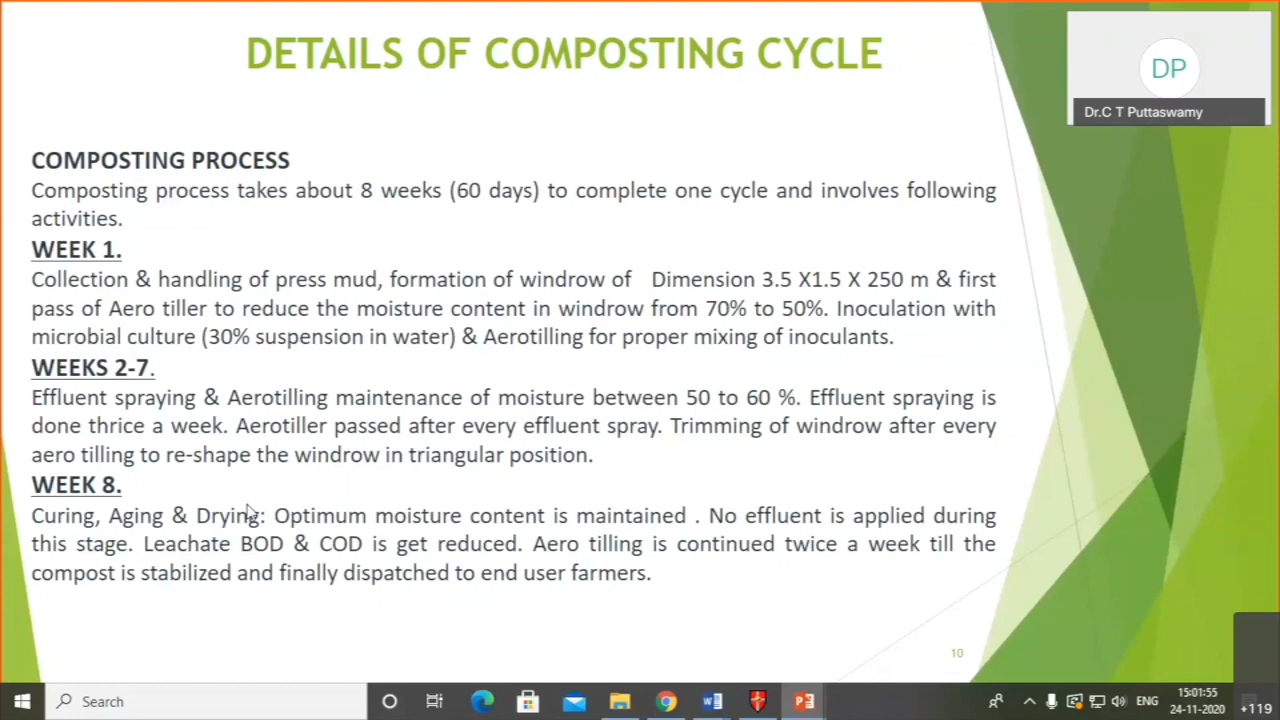 DETAILS OF COMPOSTING CYCLE
DP
Dr.C T Puttaswamy
COMPOSTING PROCESS
Composting process takes about 8 weeks (60 days) to complete one cycle and involves following
activities.
WEEK 1.
Collection & handling of press mud, formation of windrow of Dimension 3.5 X1.5 X 250 m & first
pass of Aero tiller to reduce the moisture content in windrow from 70% to 50%. Inoculation with
microbial culture (30% suspension in water) & Aerotilling for proper mixing of inoculants.
WEEKS 2-7.
Effluent spraying & Aerotilling maintenance of moisture between 50 to 60 %. Effluent spraying is
done thrice a week. Aerotiller passed after every effluent spray. Trimming of windrow after every
aero tilling to re-shape the windrow in triangular position.
WEEK 8.
Curing, Aging & Drying: Optimum moisture content is maintained . No effluent is applied during
this stage. Leachate BOD & COD is get reduced. Aero tilling is continued twice a week till the
compost is stabilized and finally dispatched to end user farmers.
10
Search
ENG
15:01:55
24-11-2020
+119